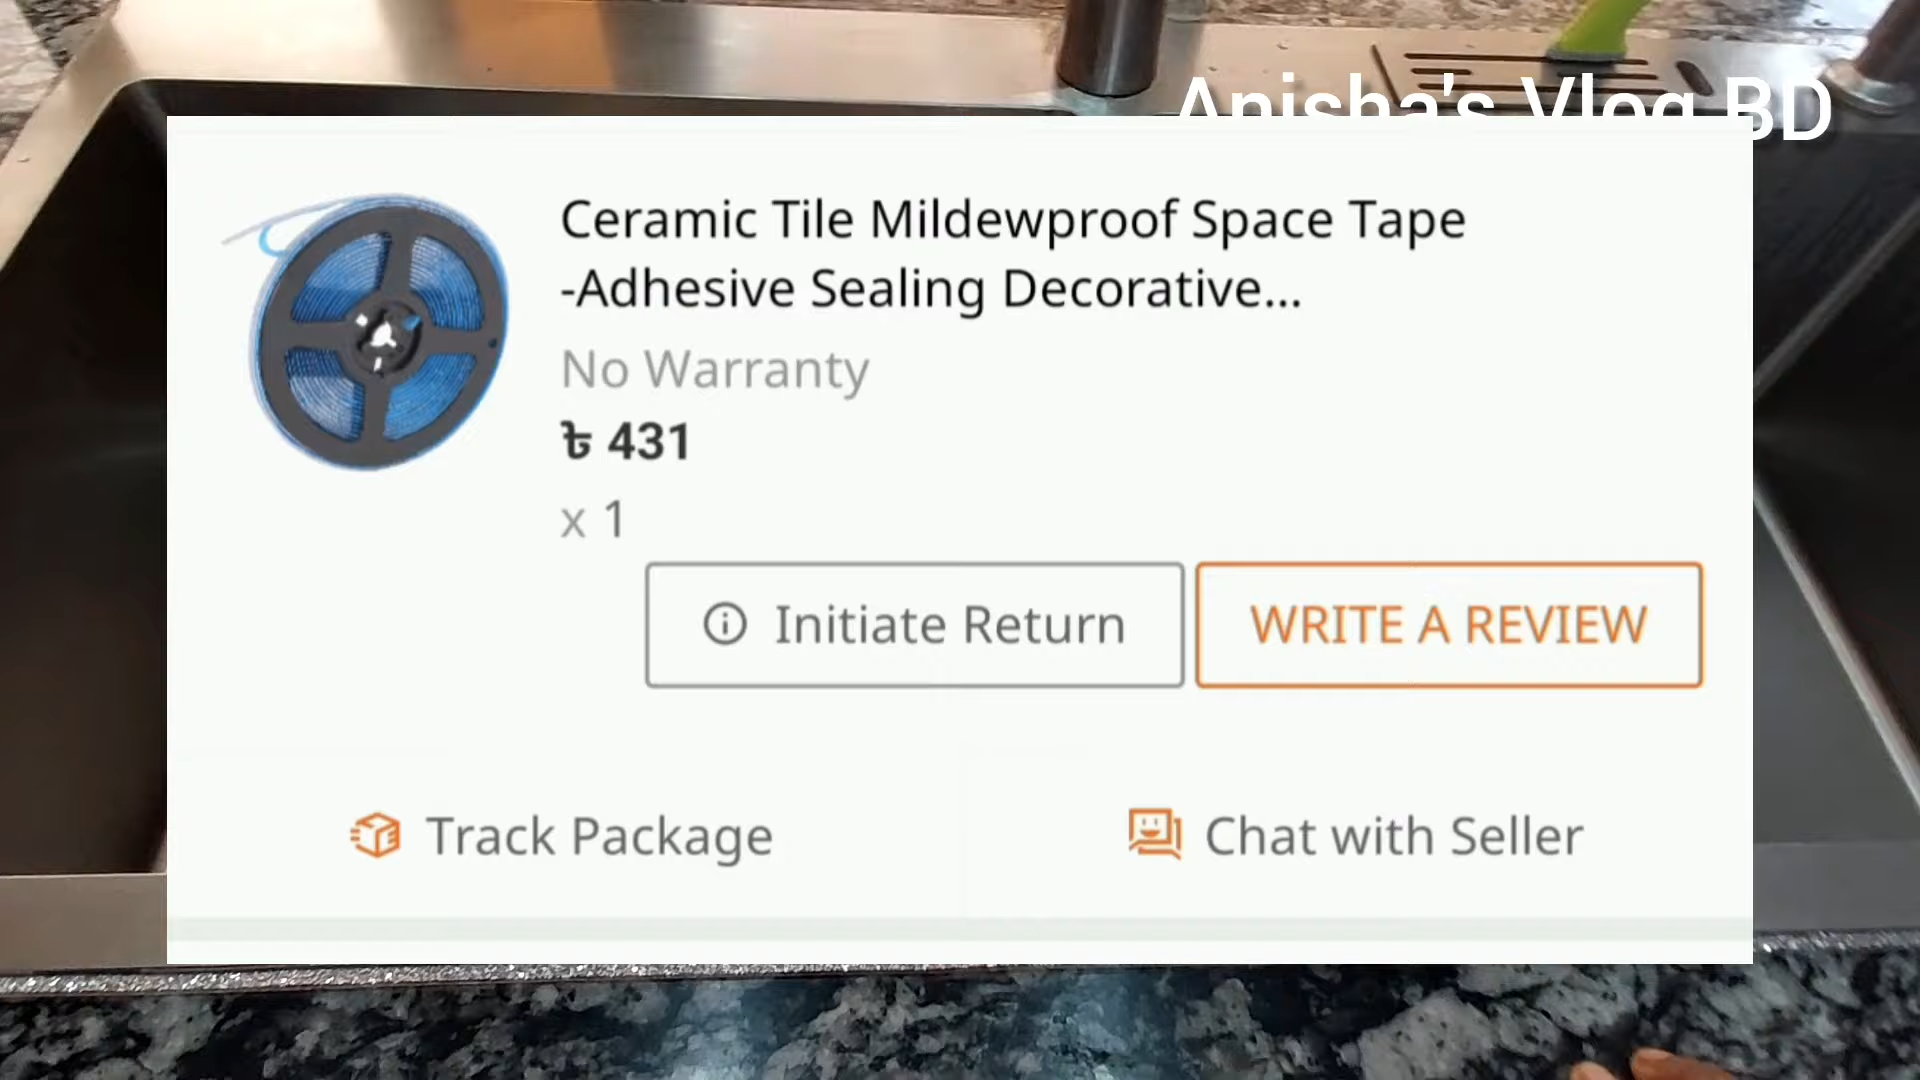 Anisha's Vlog BD
Ceramic Tile Mildewproof Space Tape
-Adhesive Sealing Decorative...
No Warranty
৳ 431
x 1
Initiate Return
WRITE A REVIEW
Track Package
Chat with Seller